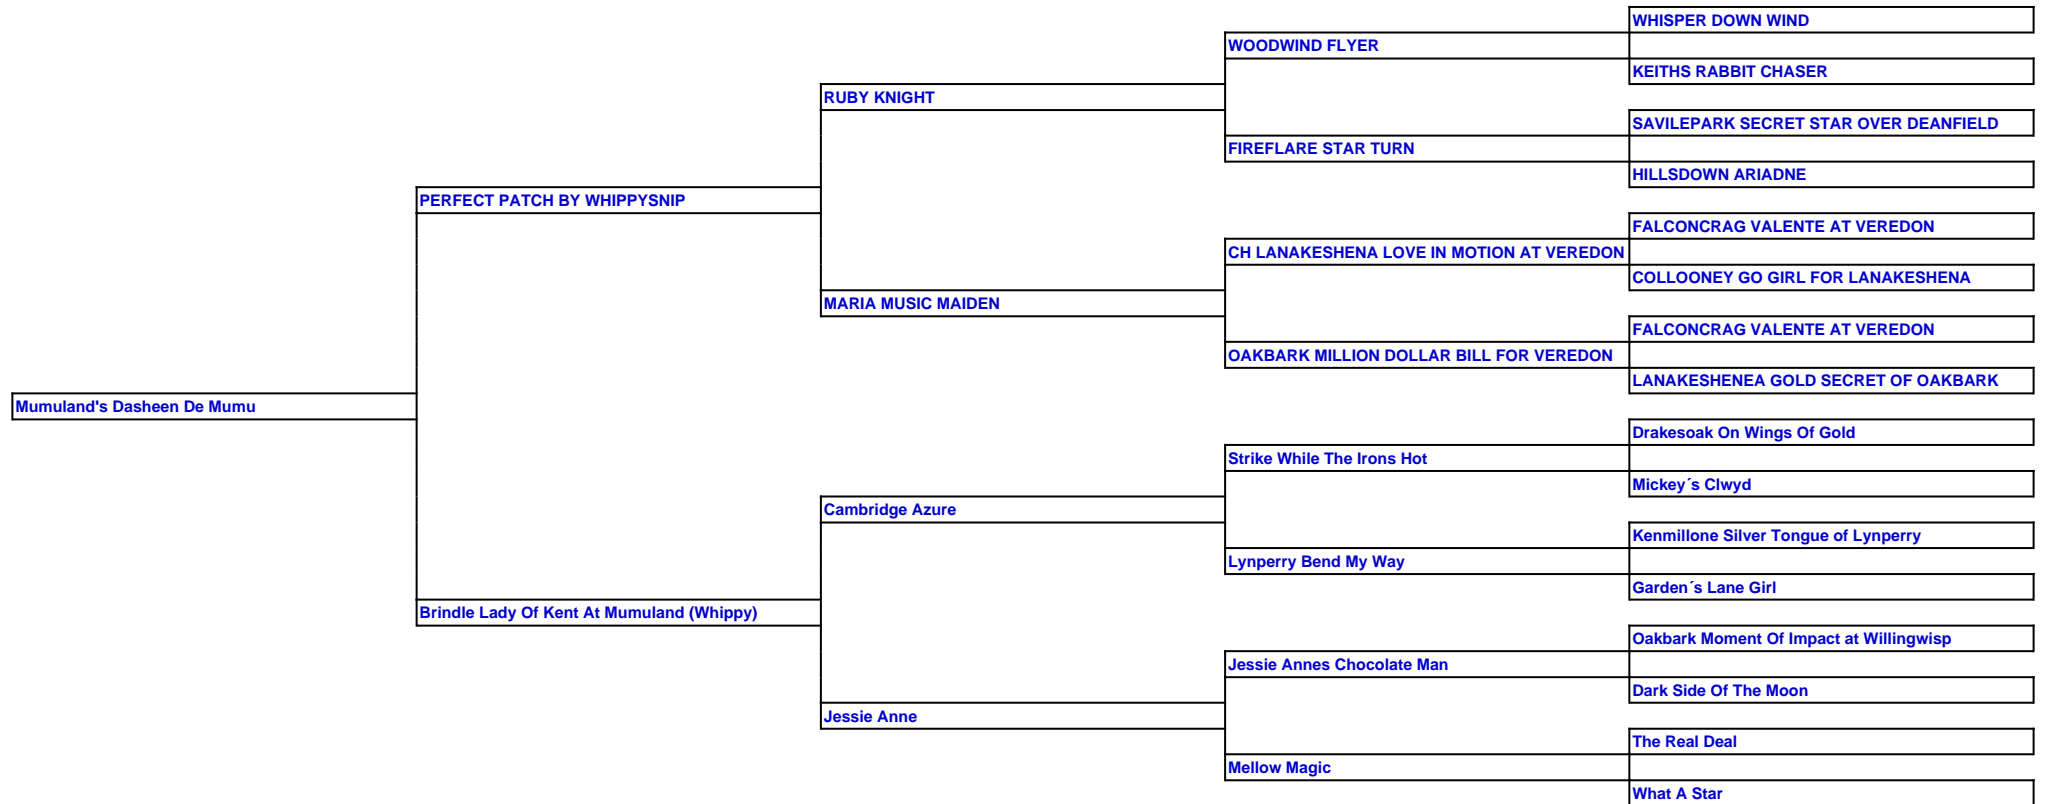 WHISPER DOWN WIND
WOODWIND FLYER
KEITHS RABBIT CHASER
RUBY KNIGHT
SAVILEPARK SECRET STAR OVER DEANFIELD
FIREFLARE STAR TURN
HILLSDOWN ARIADNE
PERFECT PATCH BY WHIPPYSNIP
FALCONCRAG VALENTE AT VEREDON
CH LANAKESHENA LOVE IN MOTION AT VEREDON
COLLOONEY GO GIRL FOR LANAKESHENA
MARIA MUSIC MAIDEN
FALCONCRAG VALENTE AT VEREDON
OAKBARK MILLION DOLLAR BILL FOR VEREDON
LANAKESHENEA GOLD SECRET OF OAKBARK
Mumuland's Dasheen De Mumu
Drakesoak On Wings Of Gold
Strike While The Irons Hot
Mickey´s Clwyd
Cambridge Azure
Kenmillone Silver Tongue of Lynperry
Lynperry Bend My Way
Garden´s Lane Girl
Brindle Lady Of Kent At Mumuland (Whippy)
Oakbark Moment Of Impact at Willingwisp
Jessie Annes Chocolate Man
Dark Side Of The Moon
Jessie Anne
The Real Deal
Mellow Magic
What A Star